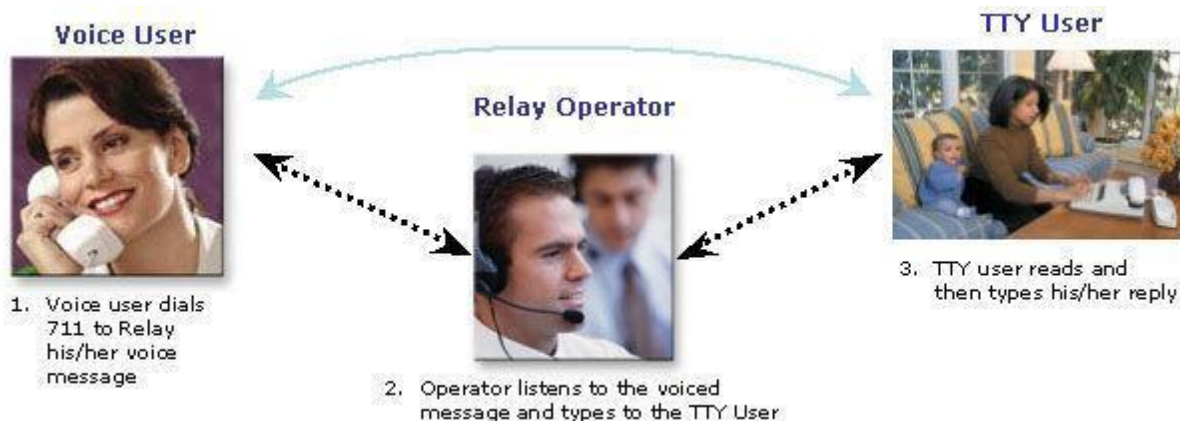 Voice User
TTY User
Relay Operator
1. Voice user dials
711 to Relay
his/her voice
message
2. Operator listens to the voiced
message and types to the TTY User
3. TTY user reads and
then types his/her reply